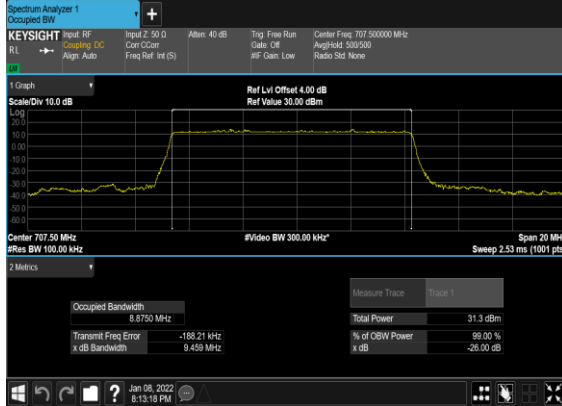 Spectrum Analyzer 1
Occupied BW
+
KEYSIGHT
R L
Input: RF
Coupling: DC
Align: Auto
Input Z: 50 Ω
Corr CCorr
Freq Ref: Int (S)
Atten: 40 dB
Trig: Free Run
Gate: Off
#IF Gain: Low
Center Freq: 707.500000 MHz
Avg|Hold: 500/500
Radio Std: None
1 Graph
Scale/Div 10.0 dB
Ref Lvl Offset 4.00 dB
Ref Value 30.00 dBm
Log
20.0
10.0
0.00
-10.0
-20.0
-30.0
-40.0
-50.0
-60.0
Center 707.50 MHz
#Res BW 100.00 kHz
#Video BW 300.00 kHz*
Span 20 MH
Sweep 2.53 ms (1001 pts
2 Metrics
Measure Trace
Trace 1
Occupied Bandwidth
8.8750 MHz
Total Power
31.3 dBm
Transmit Freq Error
-188.21 kHz
% of OBW Power
99.00 %
x dB Bandwidth
9.459 MHz
x dB
-26.00 dB
?
Jan 08, 2022
8:13:18 PM